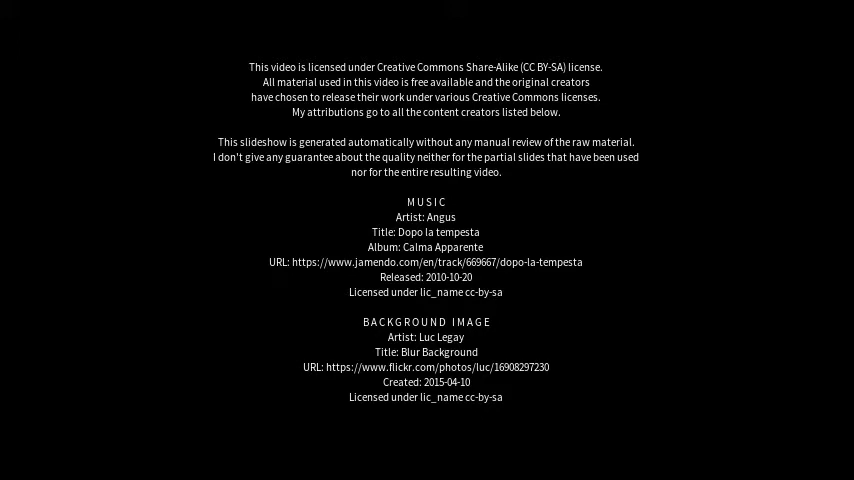 This video is licensed under Creative Commons Share-Alike (CC BY-SA) license.
All material used in this video is free available and the original creators
have chosen to release their work under various Creative Commons licenses.
My attributions go to all the content creators listed below.
This slideshow is generated automatically without any manual review of the raw material.
I don't give any guarantee about the quality neither for the partial slides that have been used
nor for the entire resulting video.
MUSIC
Artist: Angus
Title: Dopo la tempesta
Album: Calma Apparente
URL: https://www.jamendo.com/en/track/669667/dopo-la-tempesta
Released: 2010-10-20
Licensed under lic_name cc-by-sa
BACKGROUND IMAGE
Artist: Luc Legay
Title: Blur Background
URL: https://www.flickr.com/photos/luc/16908297230
Created: 2015-04-10
Licensed under lic_name cc-by-sa